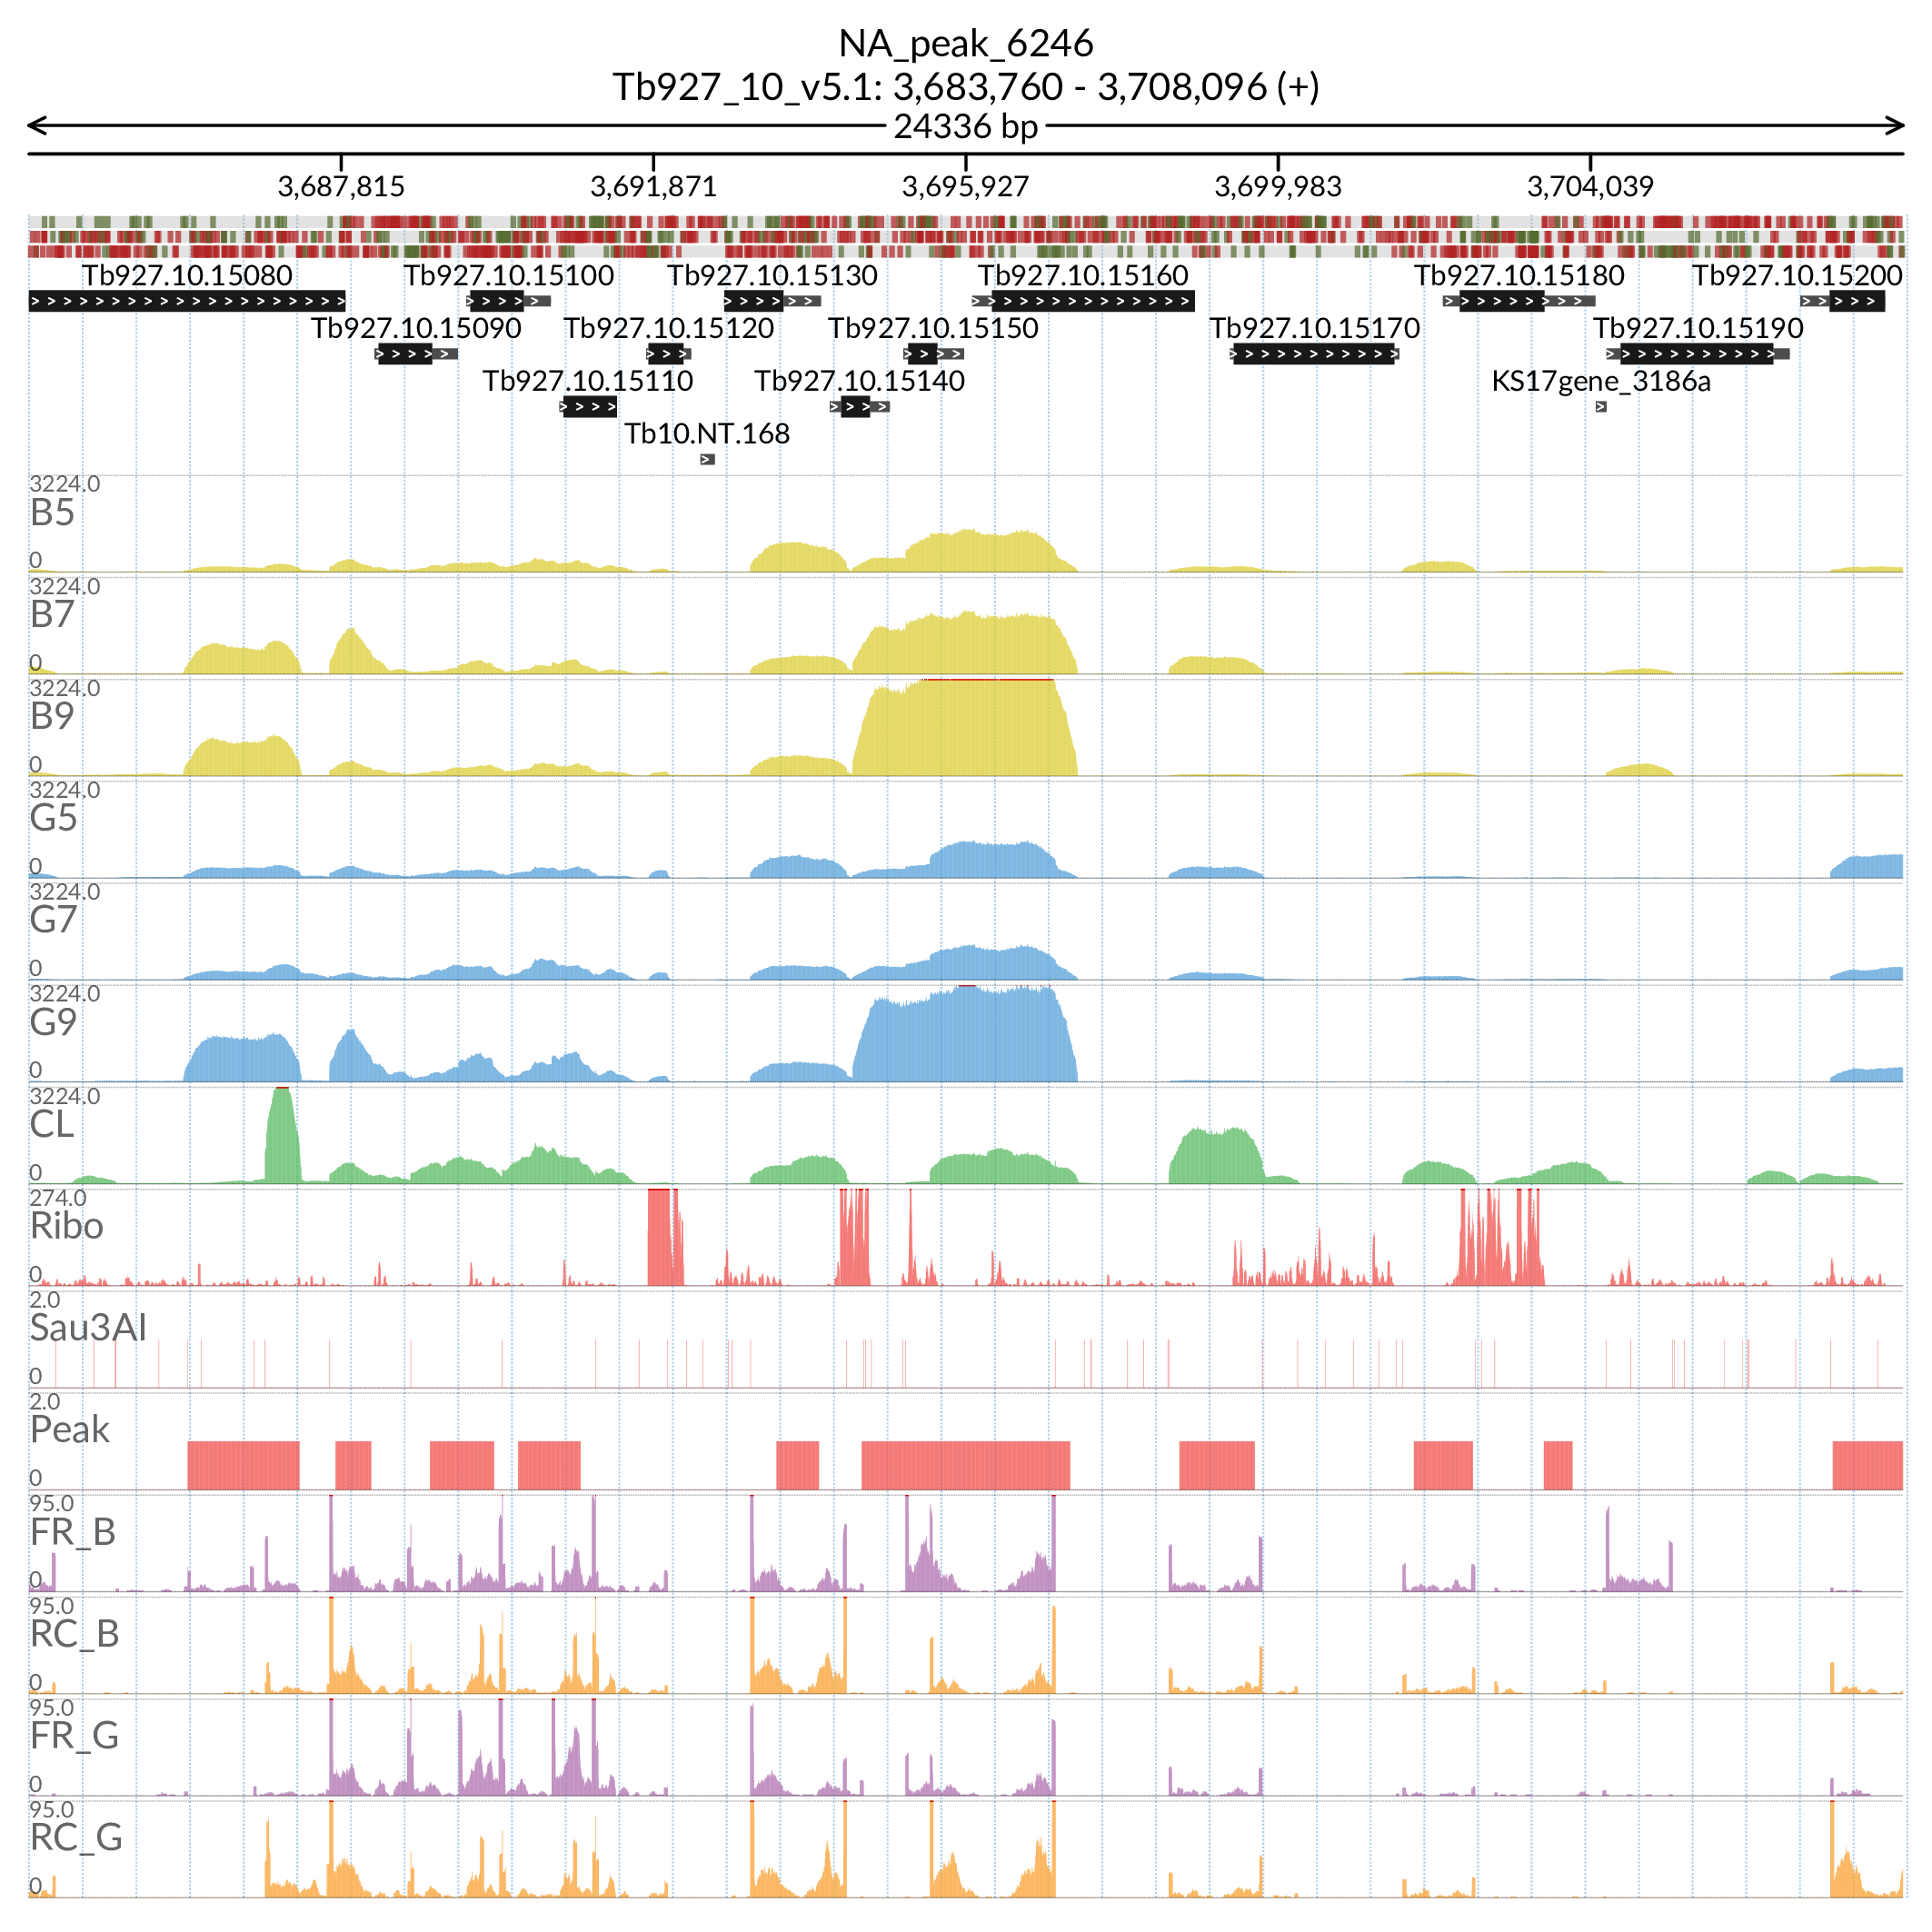 NA_peak_6246
Tb927_10_v5.1: 3,683,760 - 3,708,096 (+)
24336 bp
3,687,815 3,691,871 3,695,927 3,699,983 3,704,039
Tb927.10.15080 Tb927.10.15100 Tb927.10.15130 Tb927.10.15160 Tb927.10.15180 Tb927.10.15200
Tb927.10.15090 Tb927.10.15120 Tb927.10.15150 Tb927.10.15170 Tb927.10.15190
Tb927.10.15110 Tb927.10.15140 KS17gene_3186a
Tb10.NT.168
3224.0
B5
0
3224.0
B7
0
3224.0
B9
0
3224.0
G5
0
3224.0
G7
0
3224.0
G9
0
3224.0
CL
0
274.0
Ribo
0
2.0
Sau3AI
0
2.0
Peak
0
95.0
FR_B
0
95.0
RC_B
0
95.0
FR_G
0
95.0
RC_G
0